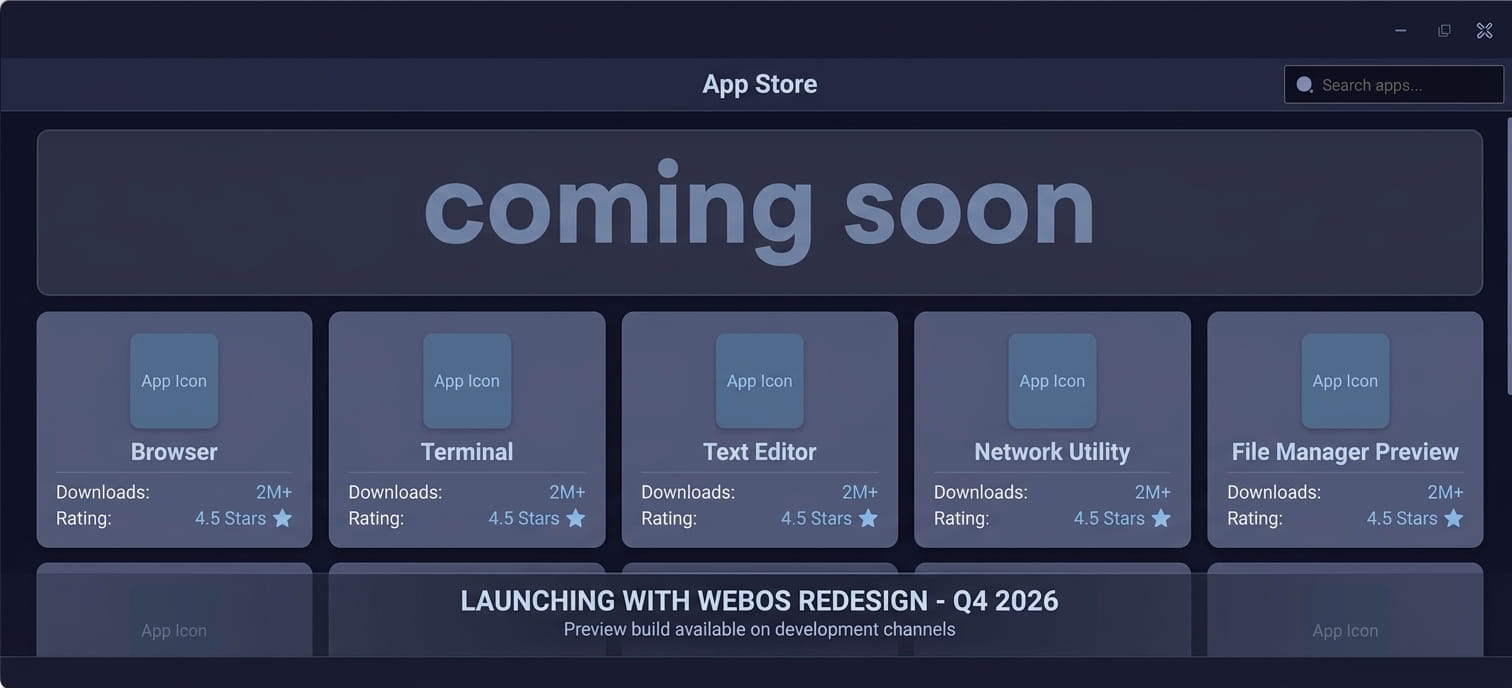 App Store
Search apps...
coming soon
App Icon
App Icon
App Icon
App Icon
App Icon
Browser
Terminal
Text Editor
Network Utility
File Manager Preview
Downloads: 2M+
Rating: 4.5 Stars
Downloads: 2M+
Rating: 4.5 Stars
Downloads: 2M+
Rating: 4.5 Stars
Downloads: 2M+
Rating: 4.5 Stars
Downloads: 2M+
Rating: 4.5 Stars
LAUNCHING WITH WEBOS REDESIGN - Q4 2026
Preview build available on development channels
App Icon
App Icon